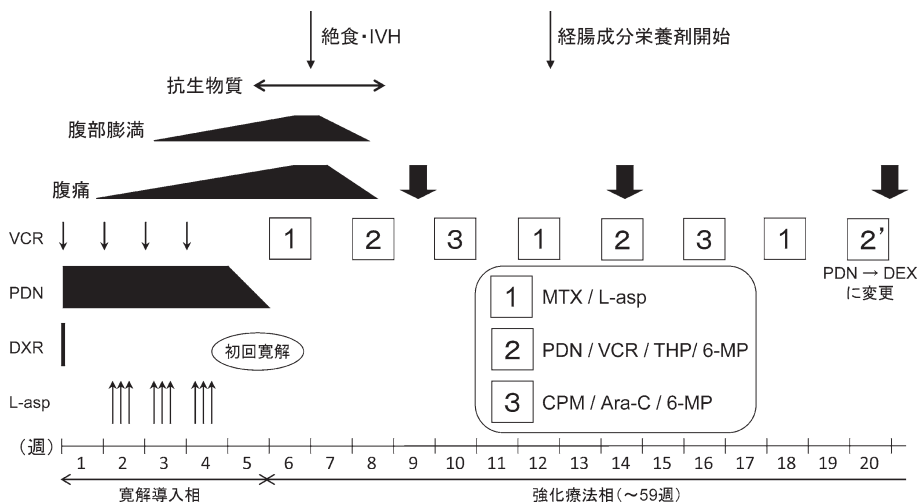 絶食・IVH
経腸成分栄養剤開始
抗生物質
腹部膨満
腹痛
VCR
1 2 3 1 2 3 1 2'
PDN → DEX
に変更
PDN
DXR
初回寛解
L-asp
1 MTX / L-asp
2 PDN / VCR / THP/ 6-MP
3 CPM / Ara-C / 6-MP
(週)
1 2 3 4 5 6 7 8 9 10 11 12 13 14 15 16 17 18 19 20
寛解導入相 強化療法相(～59週)